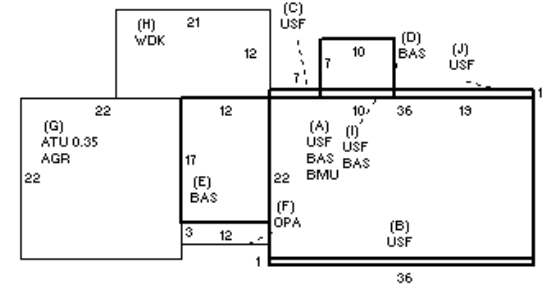 (H)
WDK
21
12
(C)
USF
10
7
(D)
BAS
(J)
USF
7
1
22
(G)
ATU 0.35
AGR
22
12
17
(E)
BAS
10
36
19
(A)
USF
BAS
BMU
(I)
USF
BAS
22
(F)
OPA
(B)
USF
3
12
1
36